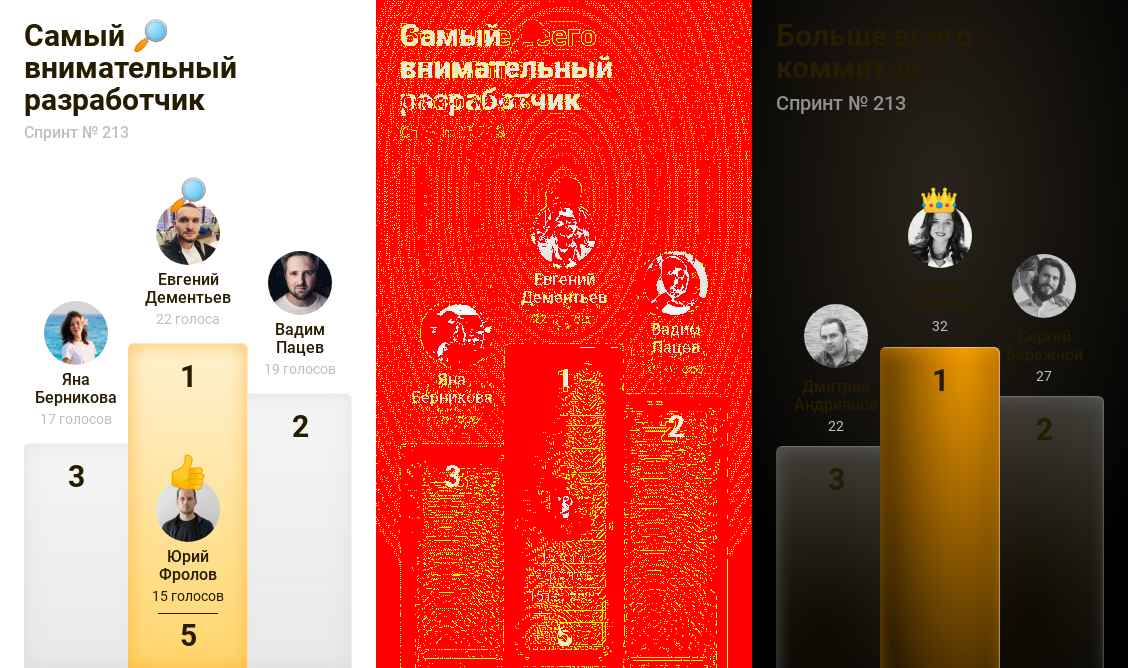 Самый
внимательный
разработчик
Спринт № 213
Евгений
Дементьев
22 голоса
Вадим
Пацев
19 голосов
Яна
Берникова
17 голосов
1
2
3
Юрий
Фролов
15 голосов
5
Самый
внимательный
разработчик
Евгений
Дементьев
Вадим
Пацев
Яна
Берникова
1
2
3
5
Больше всего
коммитов
Спринт № 213
32
Сергей
Бережной
27
Дмитрий
Андриянов
22
1
2
3